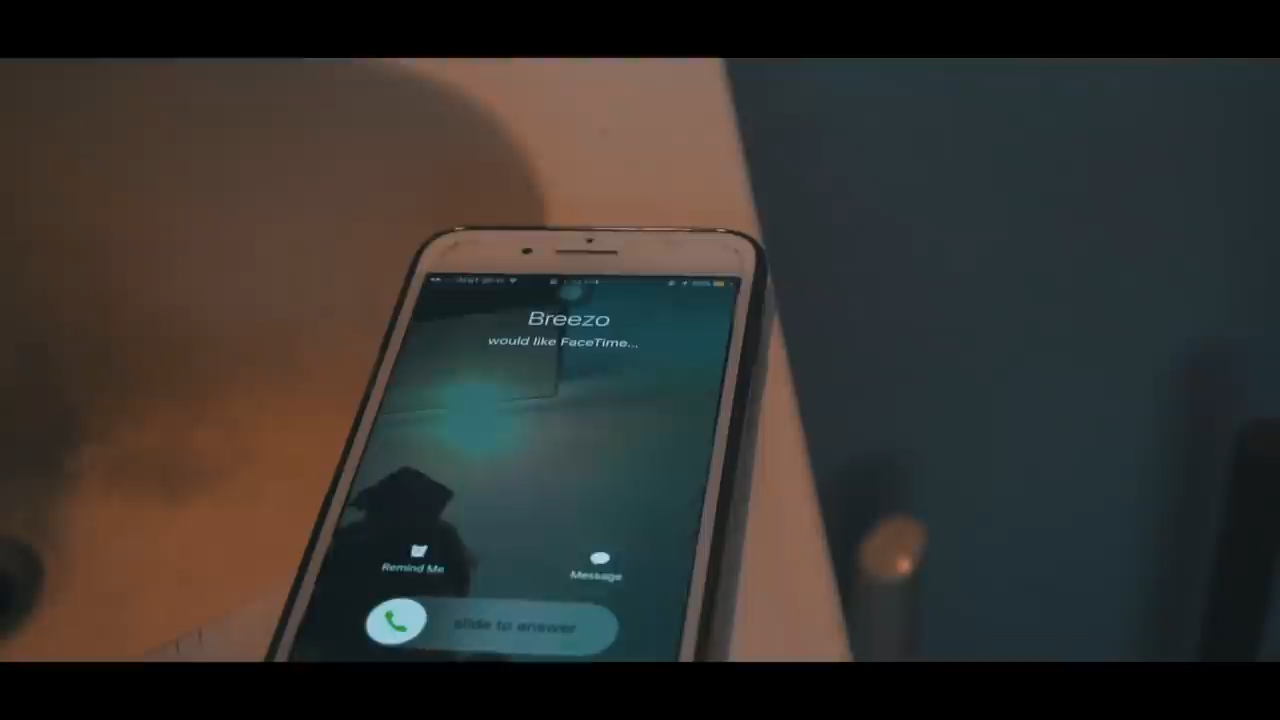 Breezo
would like FaceTime...
Remind Me
Message
slide to answer